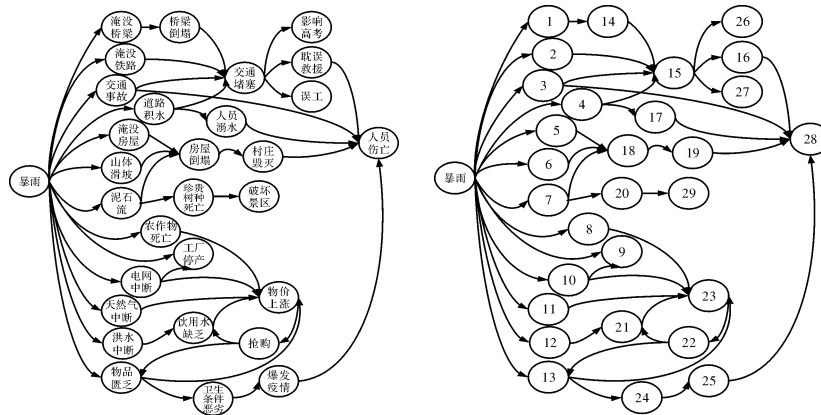 淹没
桥梁
桥梁
倒塌
影响
高考
淹没
铁路
交通
堵塞
耽误
救援
交通
事故
误工
道路
积水
人员
溺水
淹没
房屋
人员
伤亡
房屋
倒塌
村庄
毁灭
山体
滑坡
暴雨
泥石
流
珍贵
树种
死亡
破坏
景区
农作物
死亡
工厂
停产
电网
中断
物价
上涨
天然气
中断
饮用水
缺乏
洪水
中断
抢购
物品
匮乏
卫生
条件
恶劣
爆发
疫情
1
14
26
2
15
16
3
27
4
17
5
28
18
19
6
暴雨
7
20
29
8
9
10
23
11
21
12
22
13
24
25